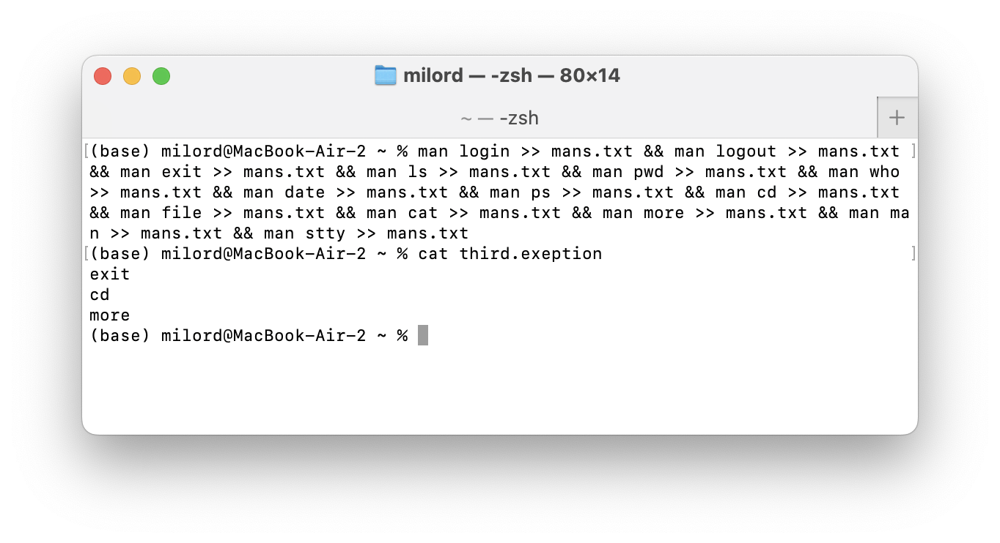 milord — -zsh — 80×14
~ — -zsh
[(base) milord@MacBook-Air-2 ~ % man login >> mans.txt && man logout >> mans.txt ]
&& man exit >> mans.txt && man ls >> mans.txt && man pwd >> mans.txt && man who
>> mans.txt && man date >> mans.txt && man ps >> mans.txt && man cd >> mans.txt
&& man file >> mans.txt && man cat >> mans.txt && man more >> mans.txt && man ma
n >> mans.txt && man stty >> mans.txt
[(base) milord@MacBook-Air-2 ~ % cat third.exeption ]
exit
cd
more
(base) milord@MacBook-Air-2 ~ %